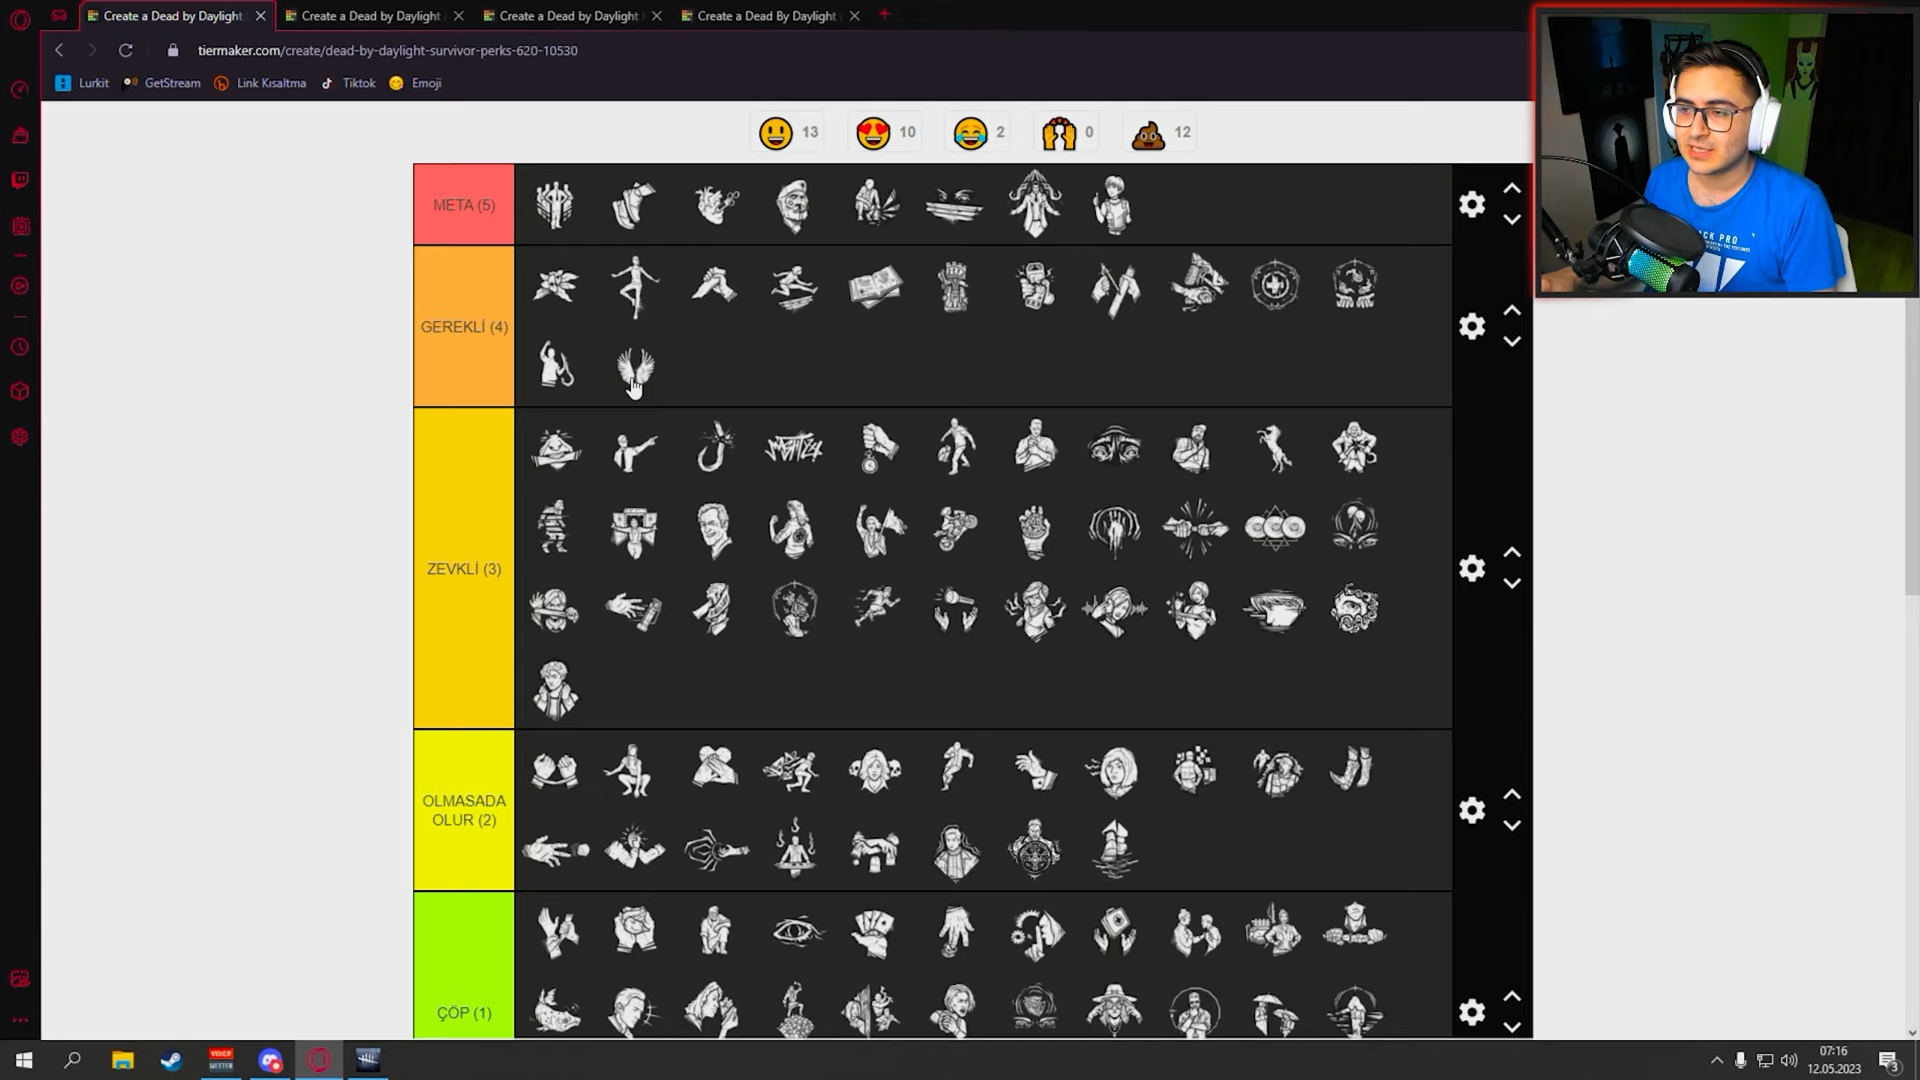 Create a Dead by Daylight
Create a Dead by Daylight
Create a Dead by Daylight
Create a Dead By Daylight
tiermaker.com/create/dead-by-daylight-survivor-perks-620-10530
Lurkit
GetStream
Link Kısaltma
Tiktok
Emoji
13
10
2
0
12
META (5)
GEREKLİ (4)
ZEVKLİ (3)
OLMASADA
OLUR (2)
ÇÖP (1)
07:16
12.05.2023
3